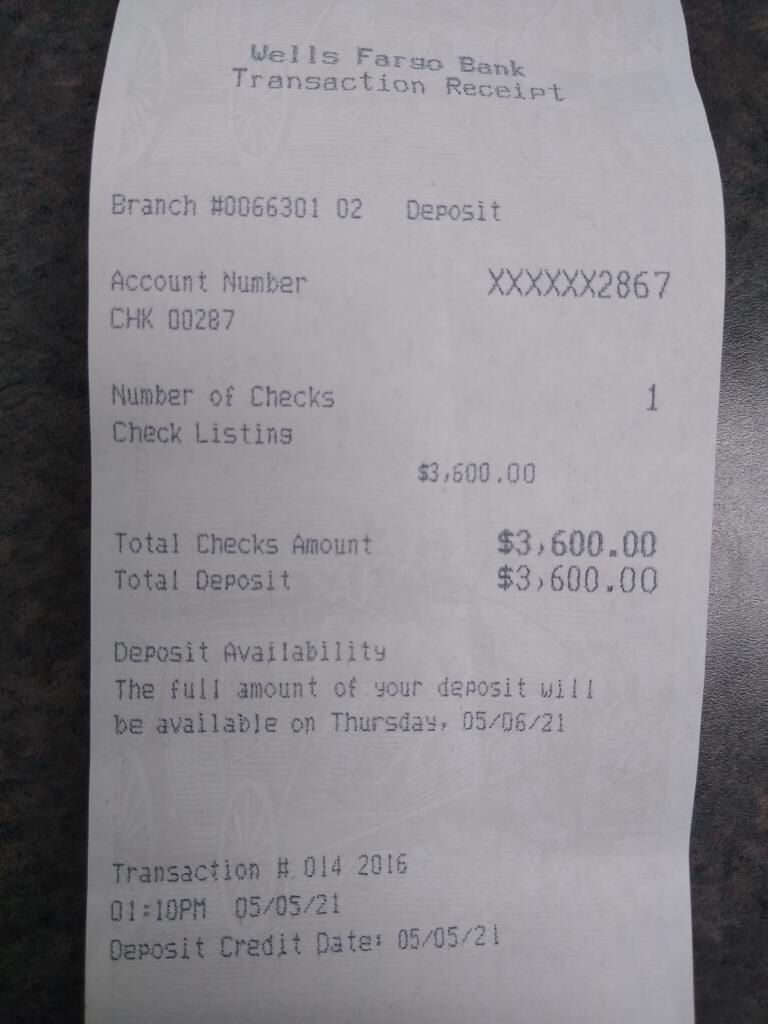 Wells Fargo Bank
Transaction Receipt
Branch #0066301 02 Deposit
Account Number XXXXXX2867
CHK 00287
Number of Checks 1
Check Listing
$3,600.00
Total Checks Amount $3,600.00
Total Deposit $3,600.00
Deposit Availability
The full amount of your deposit will
be available on Thursday, 05/06/21
Transaction # 014 2016
01:10PM 05/05/21
Deposit Credit Date: 05/05/21